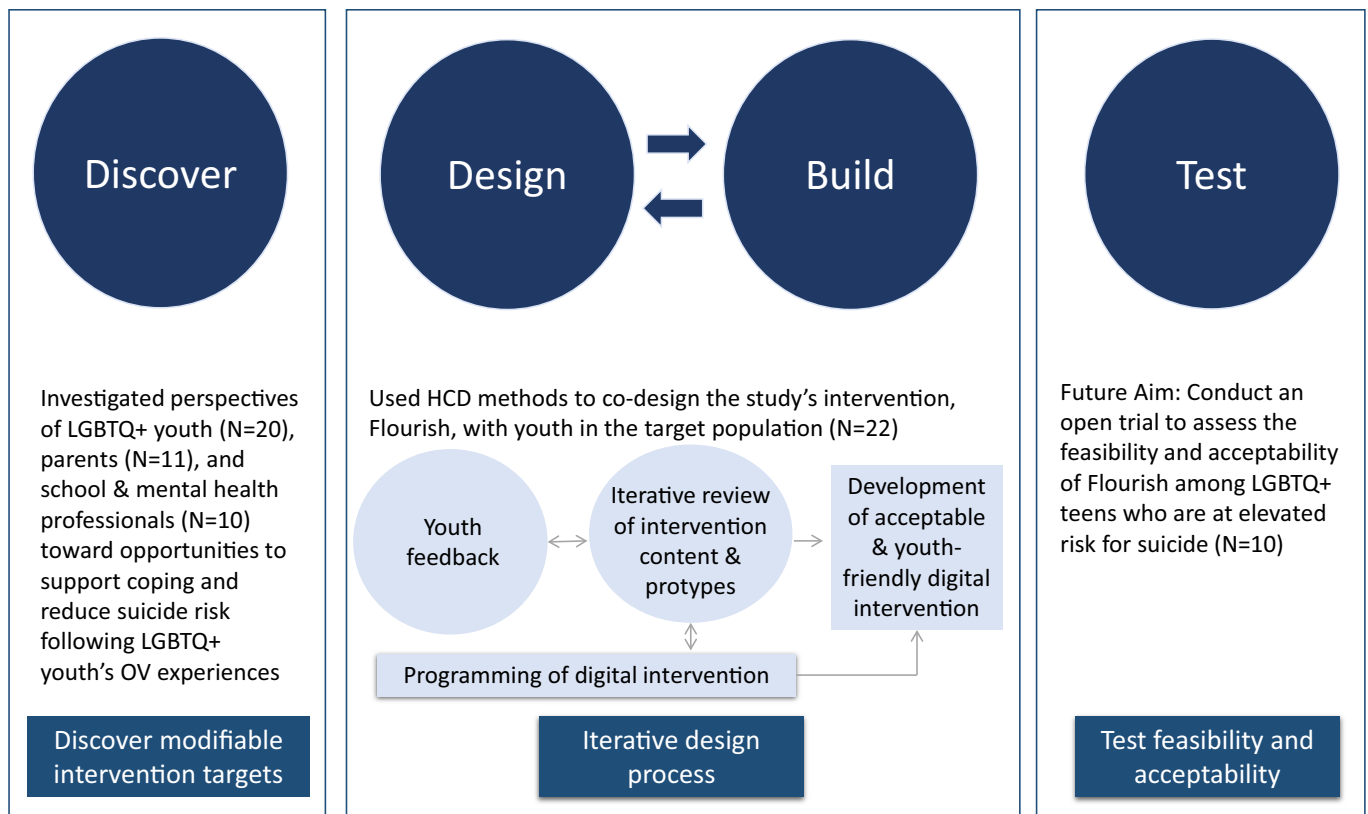 Discover
Investigated perspectives
of LGBTQ+ youth (N=20),
parents (N=11), and
school & mental health
professionals (N=10)
toward opportunities to
support coping and
reduce suicide risk
following LGBTQ+
youth's OV experiences
Discover modifiable
intervention targets
Design
Build
Used HCD methods to co-design the study's intervention,
Flourish, with youth in the target population (N=22)
Youth
feedback
Iterative review
of intervention
content &
protypes
Development
of acceptable
& youth-
friendly digital
intervention
Programming of digital intervention
Iterative design
process
Test
Future Aim: Conduct an
open trial to assess the
feasibility and acceptability
of Flourish among LGBTQ+
teens who are at elevated
risk for suicide (N=10)
Test feasibility and
acceptability